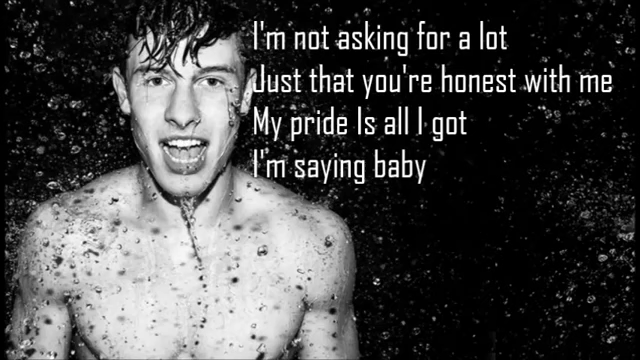 I'm not asking for a lot
Just that you're honest with me
My pride Is all I got
I'm saying baby